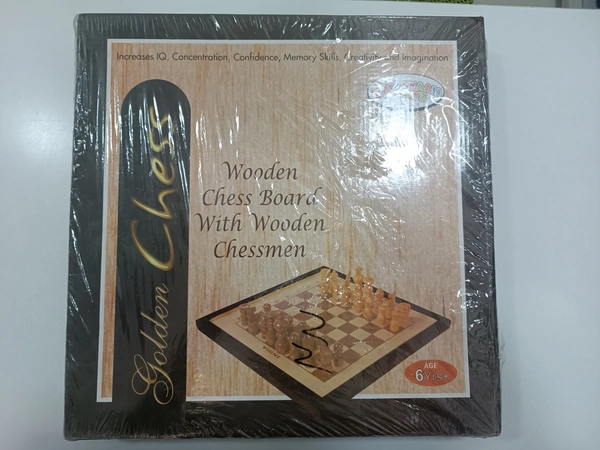 Increases IQ, Concentration, Confidence, Memory Skills, Creativity and Imagination
Golden Chess
Wooden
Chess Board
With Wooden
Chessmen
AGE
6 Yrs+